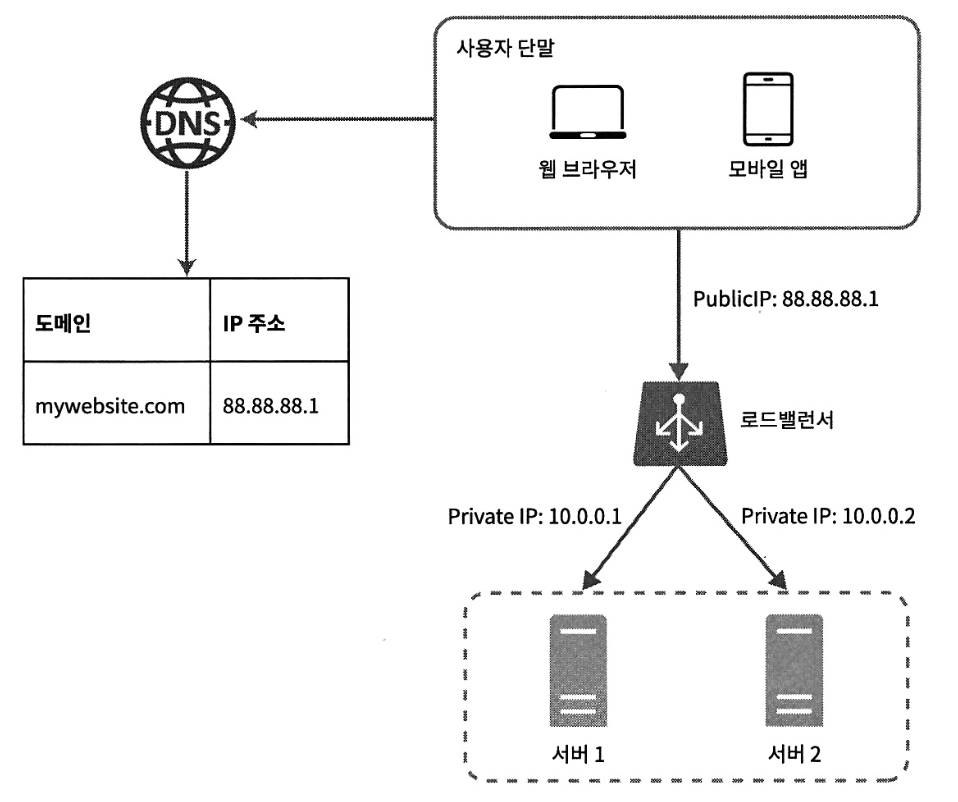 사용자 단말
DNS
웹 브라우저
모바일 앱
PublicIP: 88.88.88.1
도메인
IP 주소
mywebsite.com
88.88.88.1
로드밸런서
Private IP: 10.0.0.1
Private IP: 10.0.0.2
서버 1
서버 2